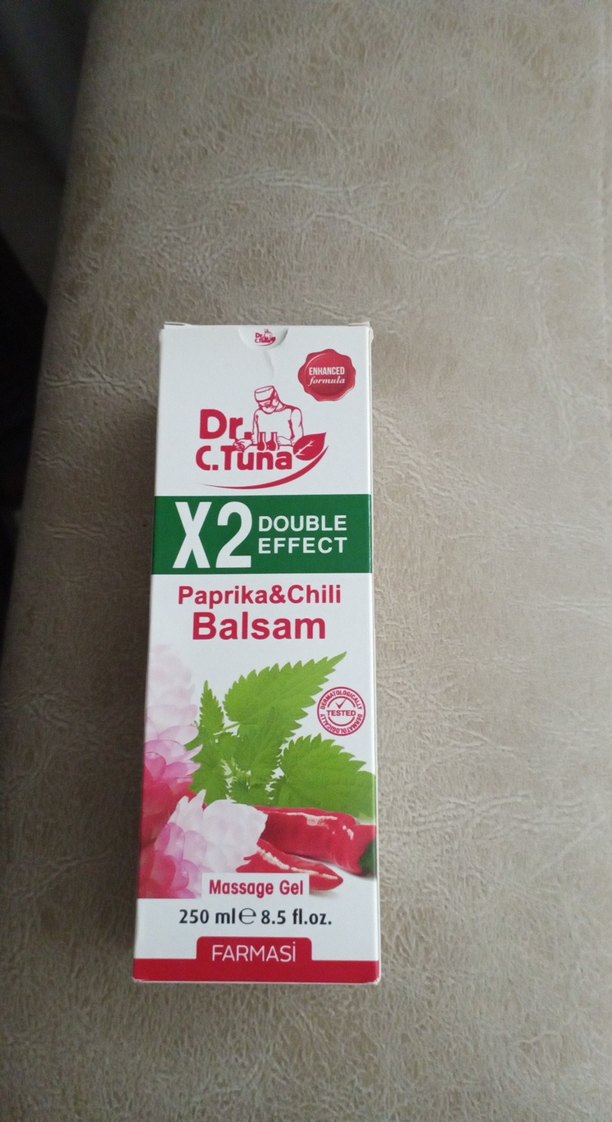 Dr.
C.Tuna
ENHANCED
formula
Dr.
C.Tuna
X2 DOUBLE
EFFECT
Paprika&Chili
Balsam
DERMATOLOGICALLY
TESTED
DERMATOLOGICALLY
Massage Gel
250 ml ℮ 8.5 fl.oz.
FARMASİ